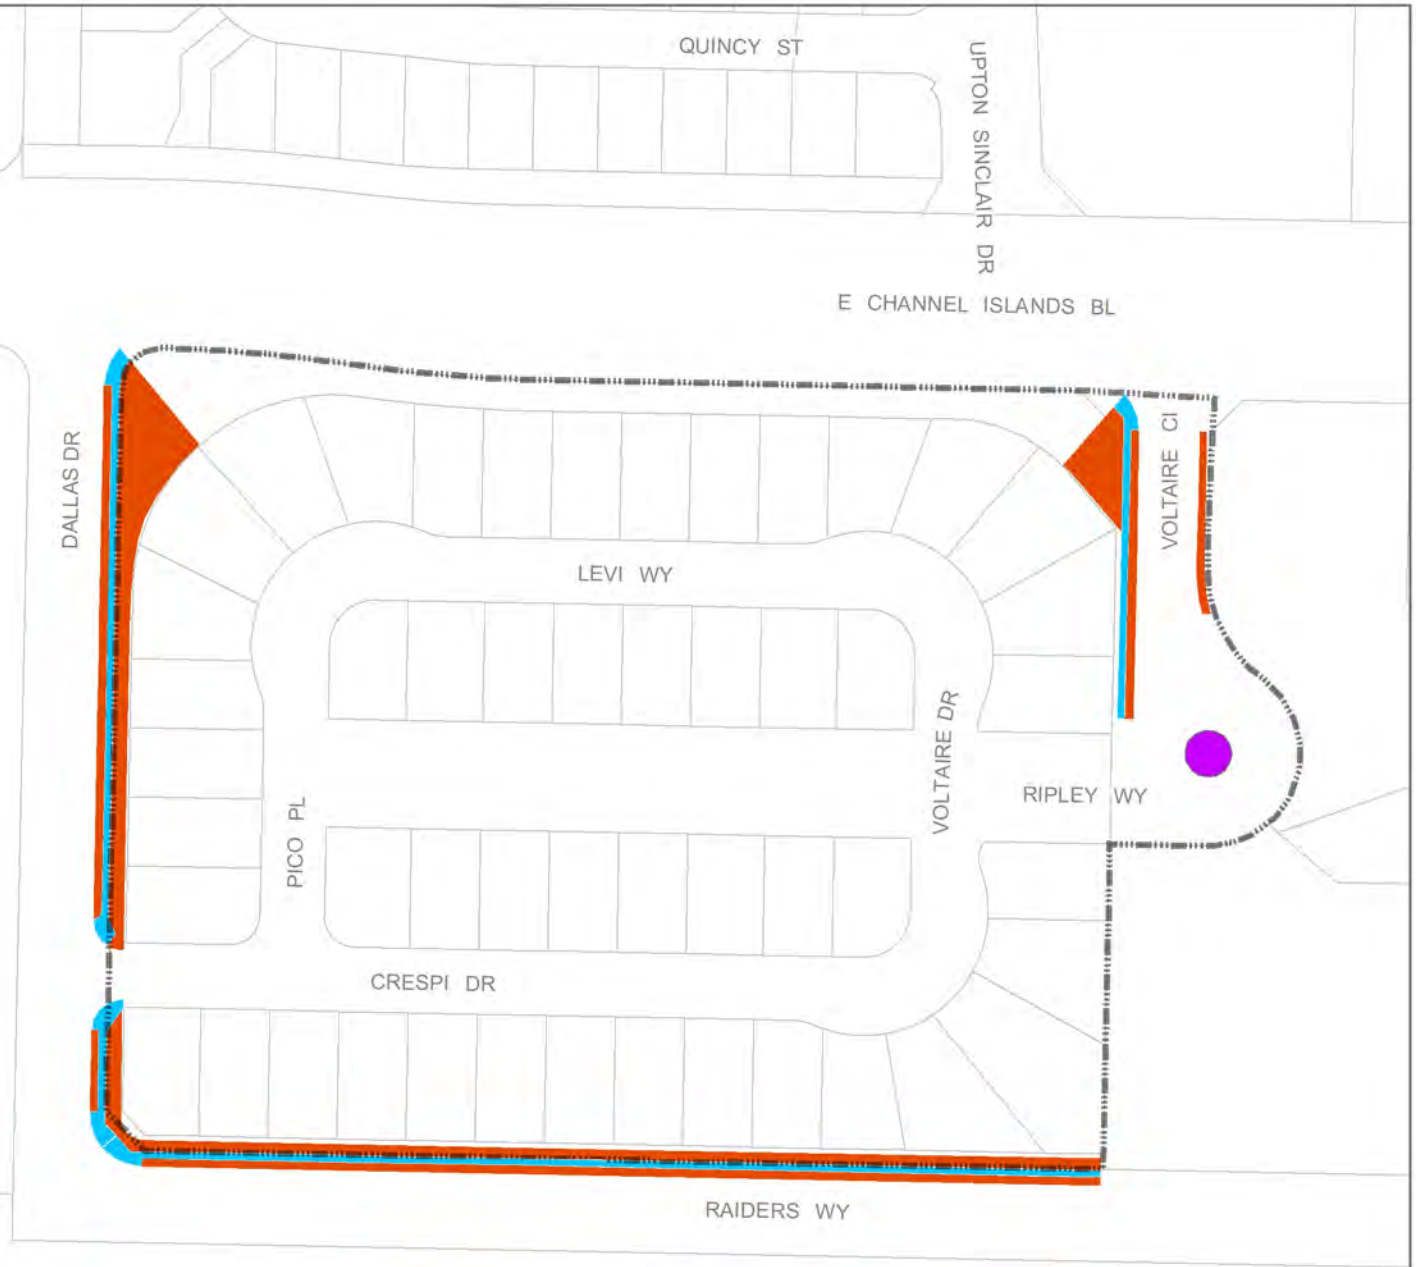 QUINCY ST
UPTON SINCLAIR DR
E CHANNEL ISLANDS BL
DALLAS DR
VOLTAIRE CI
LEVI WY
VOLTAIRE DR
RIPLEY WY
PICO PL
CRESPI DR
RAIDERS WY